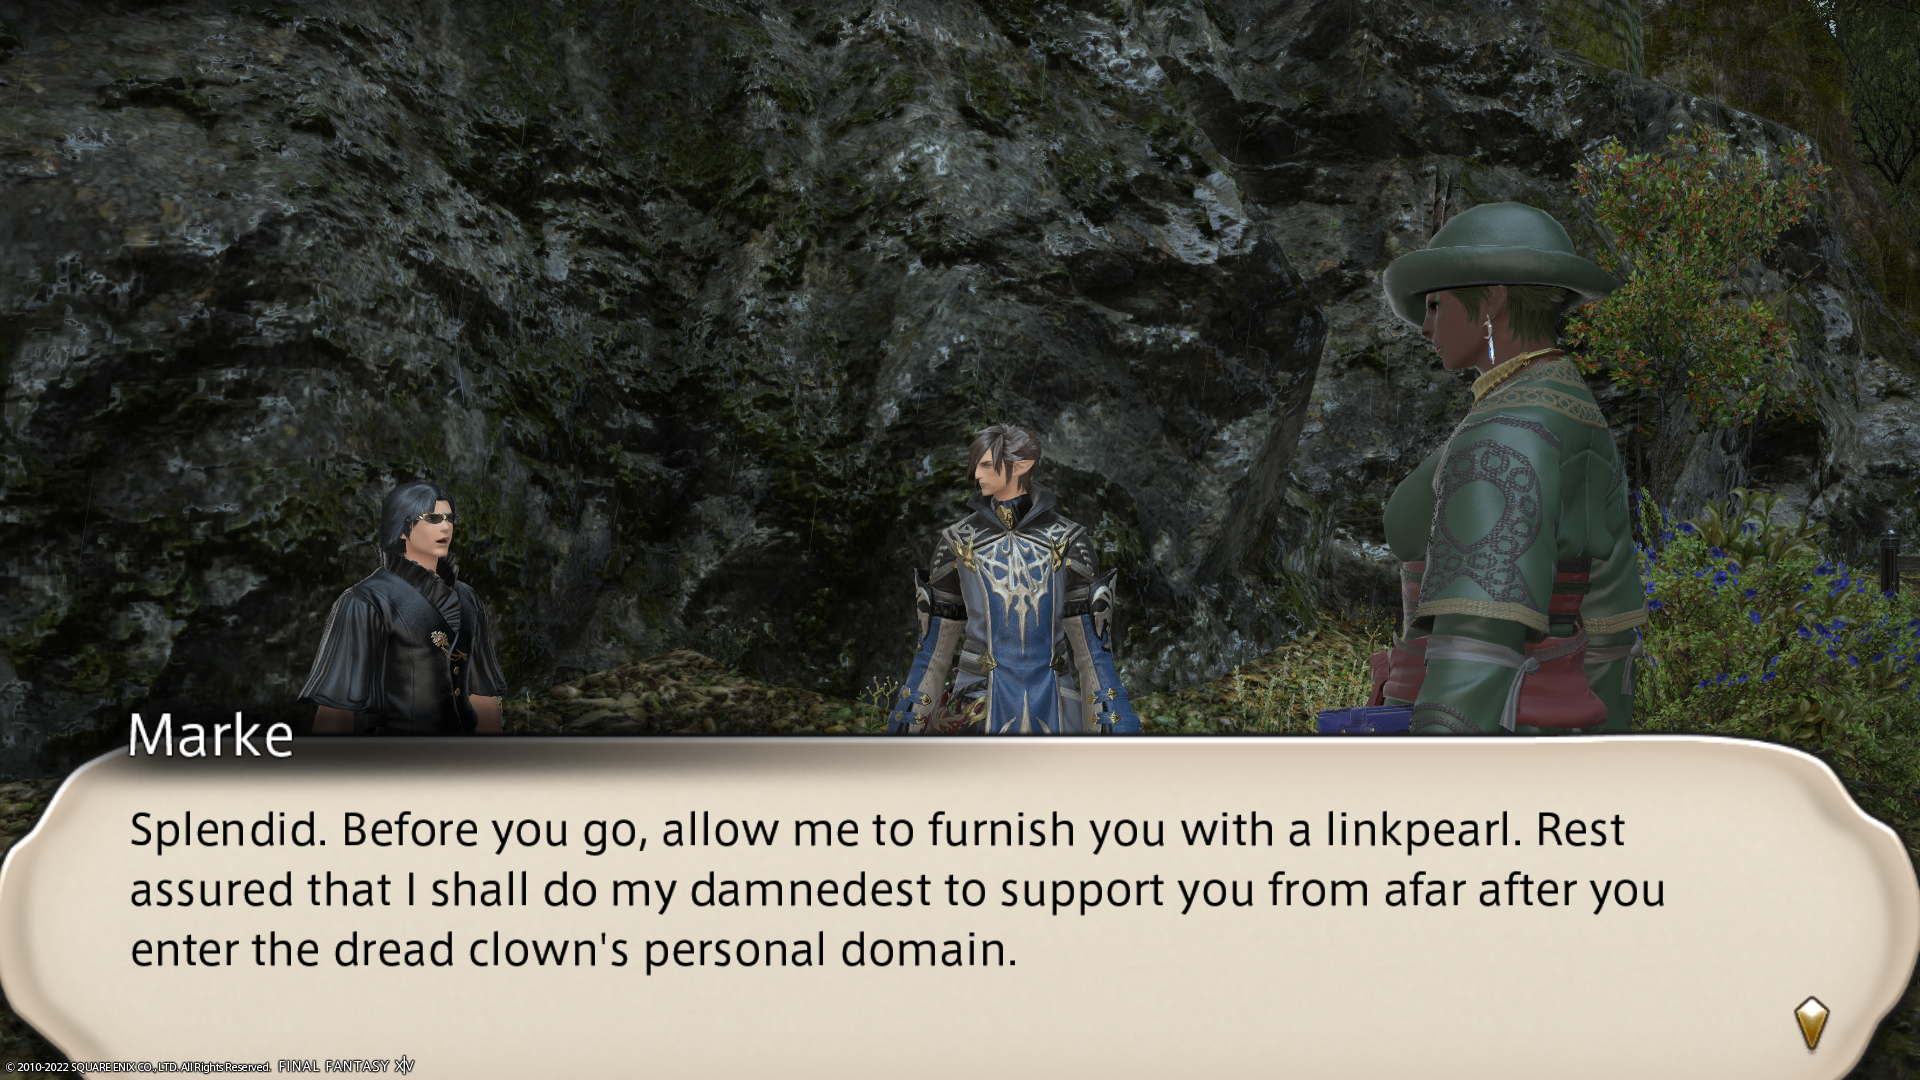 Marke
Splendid. Before you go, allow me to furnish you with a linkpearl. Rest
assured that I shall do my damnedest to support you from afar after you
enter the dread clown's personal domain.
© 2010-2022 SQUARE ENIX CO., LTD. All Rights Reserved. FINAL FANTASY XIV